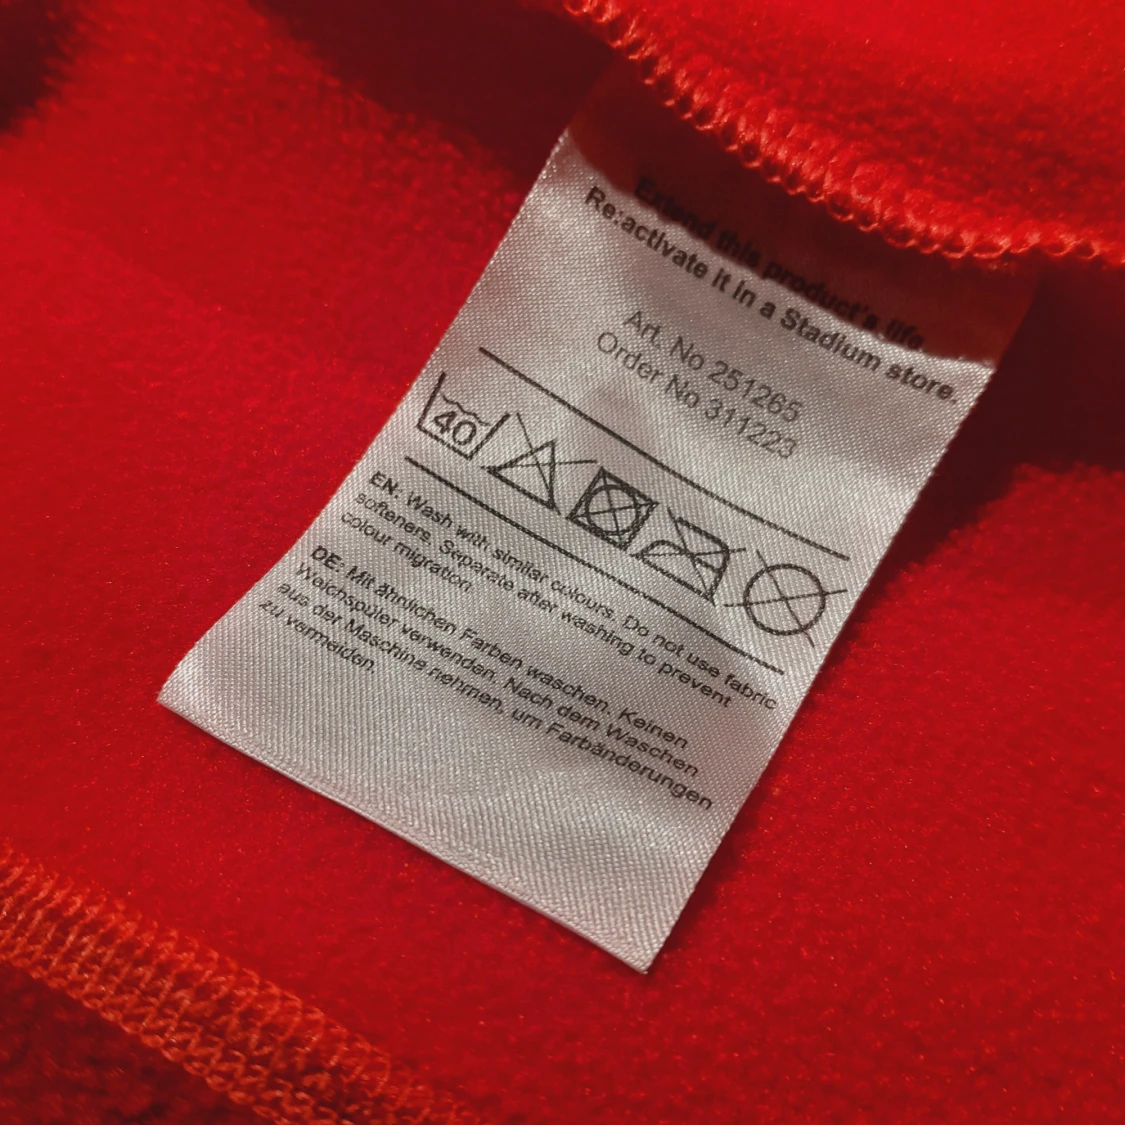 Extend this product's life.
Re:activate it in a Stadium store.
Art. No 251265
Order No 311223
40
EN: Wash with similar colours. Do not use fabric
softeners. Separate after washing to prevent
colour migration
DE: Mit ähnlichen Farben waschen. Keinen
Weichspüler verwenden. Nach dem Waschen
aus der Maschine nehmen, um Farbänderungen
zu vermeiden.